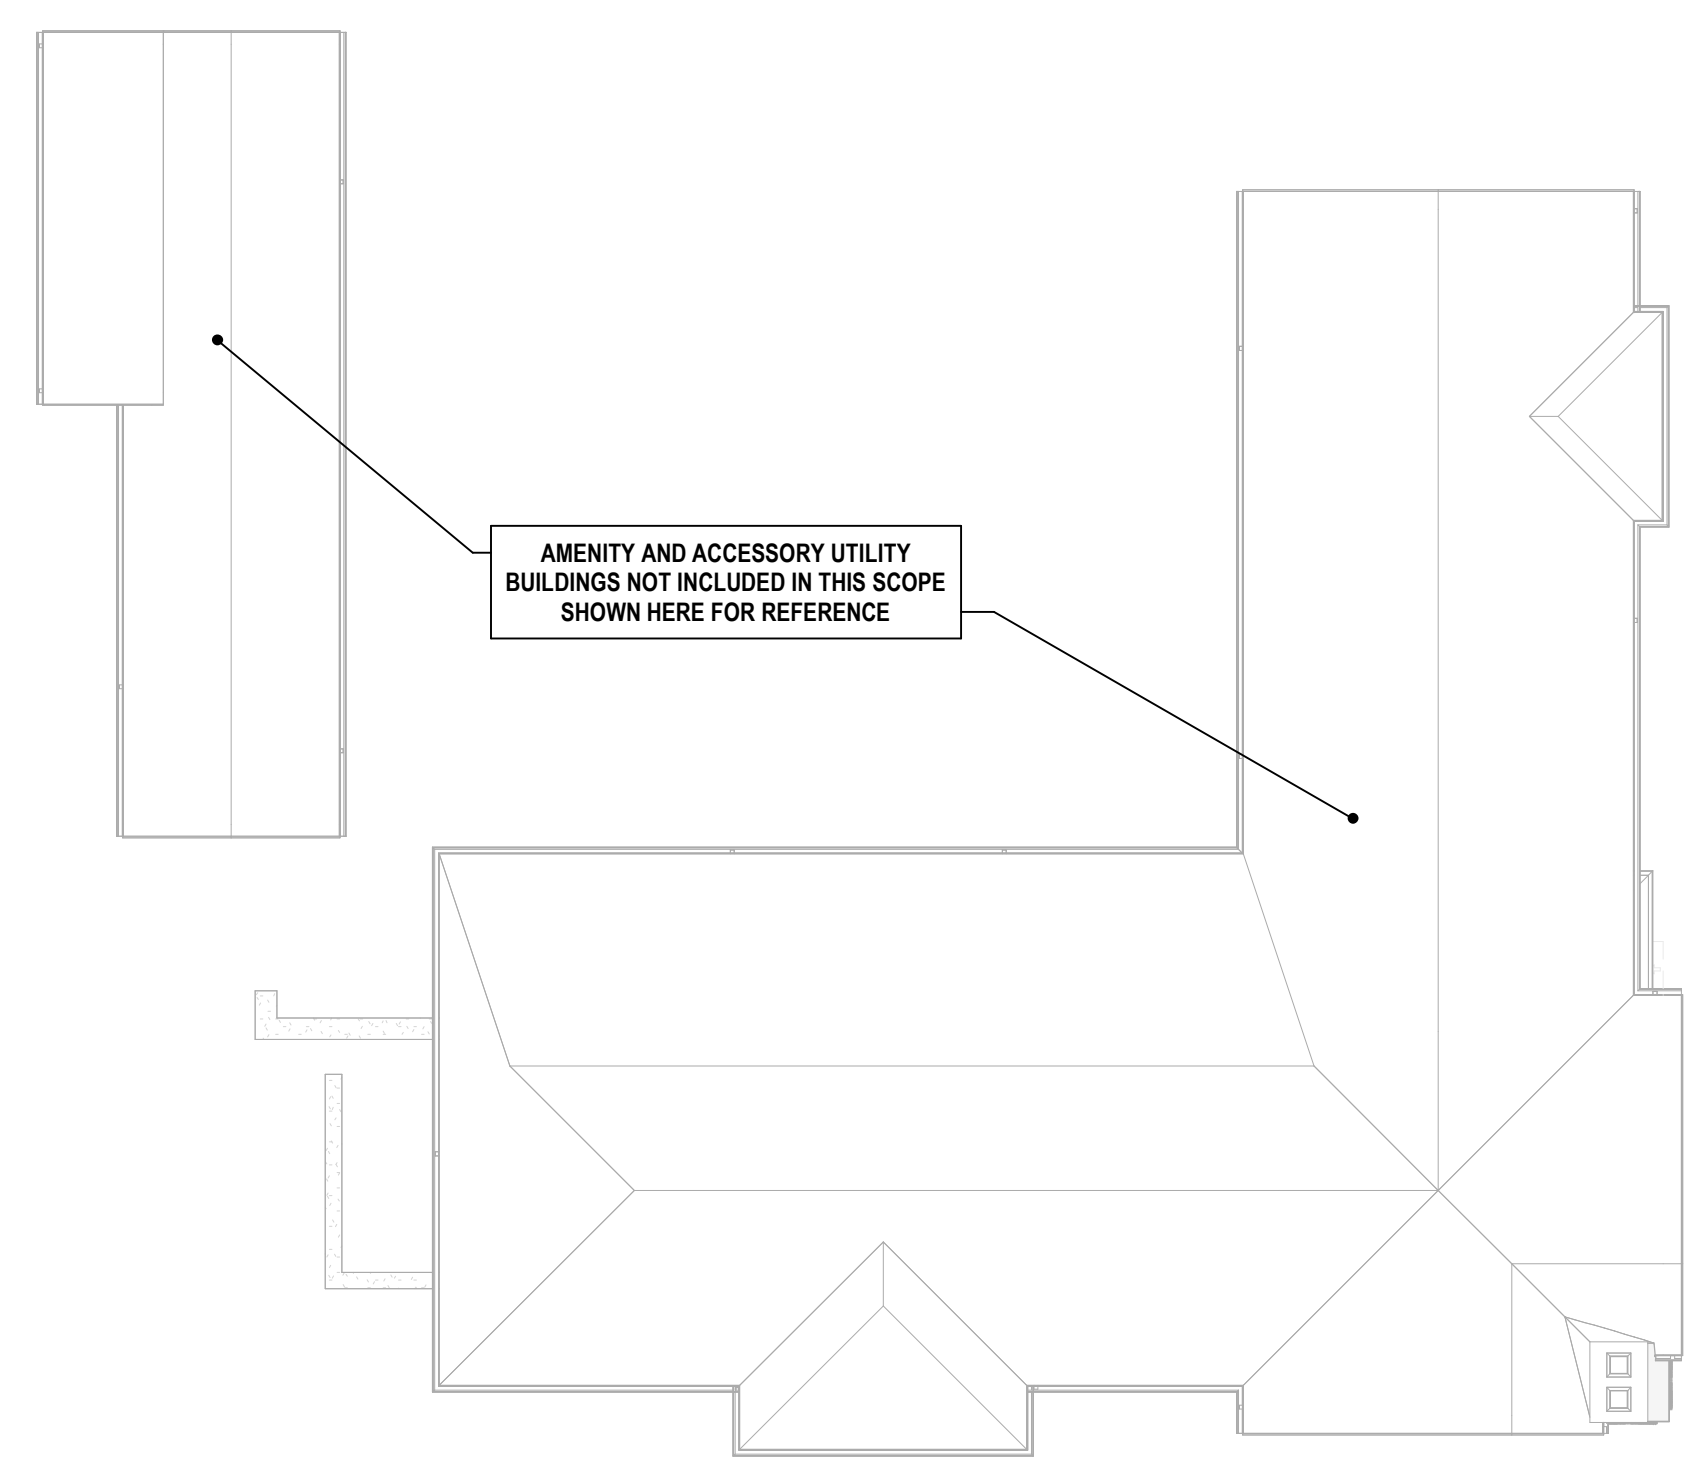 AMENITY AND ACCESSORY UTILITY
BUILDINGS NOT INCLUDED IN THIS SCOPE
SHOWN HERE FOR REFERENCE